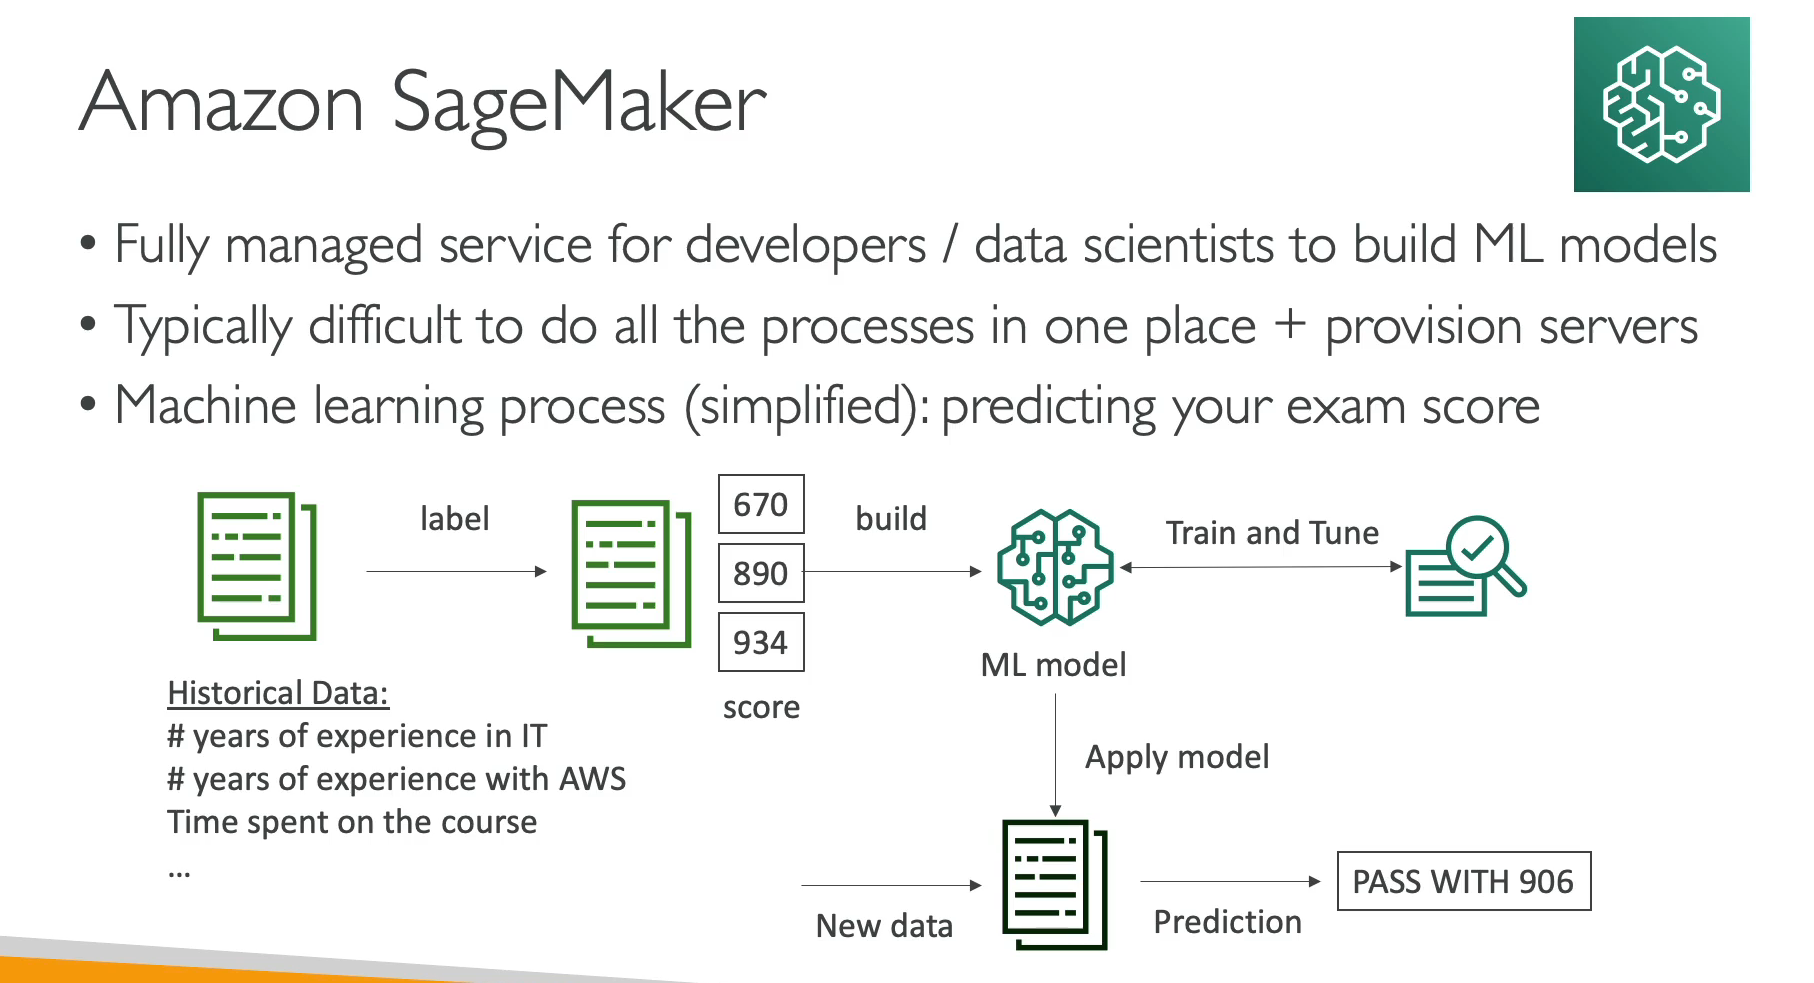 Amazon SageMaker
• Fully managed service for developers / data scientists to build ML models
• Typically difficult to do all the processes in one place + provision servers
• Machine learning process (simplified): predicting your exam score
label
670
890
934
score
build
Train and Tune
ML model
Historical Data:
# years of experience in IT
# years of experience with AWS
Time spent on the course
...
Apply model
New data
Prediction
PASS WITH 906